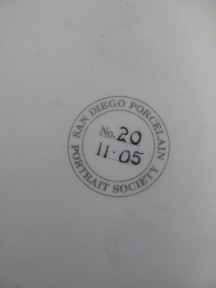 SAN DIEGO PORCELAIN
No. 20
11·05
PORTRAIT SOCIETY